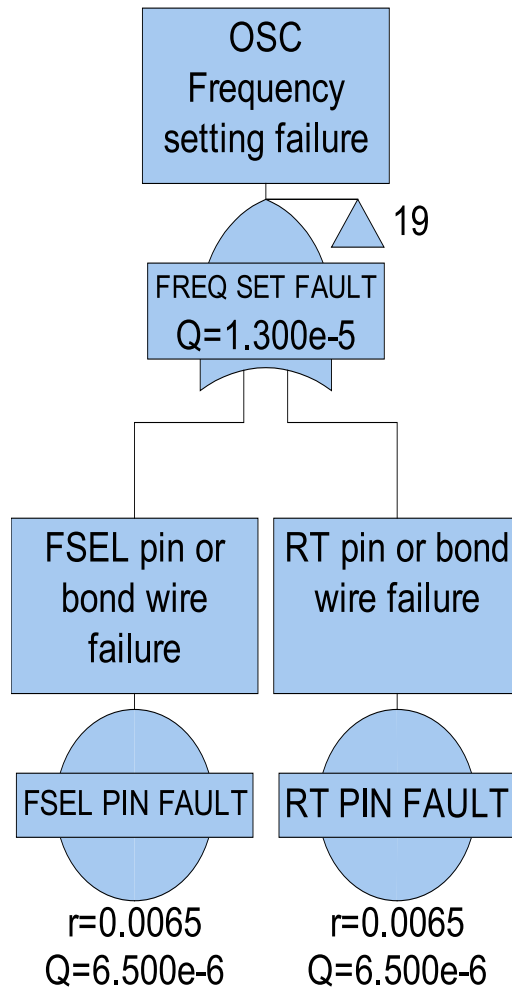 OSC
Frequency
setting failure
19
FREQ SET FAULT
Q=1.300e-5
FSEL pin or
bond wire
failure
RT pin or bond
wire failure
FSEL PIN FAULT
RT PIN FAULT
r=0.0065
Q=6.500e-6
r=0.0065
Q=6.500e-6